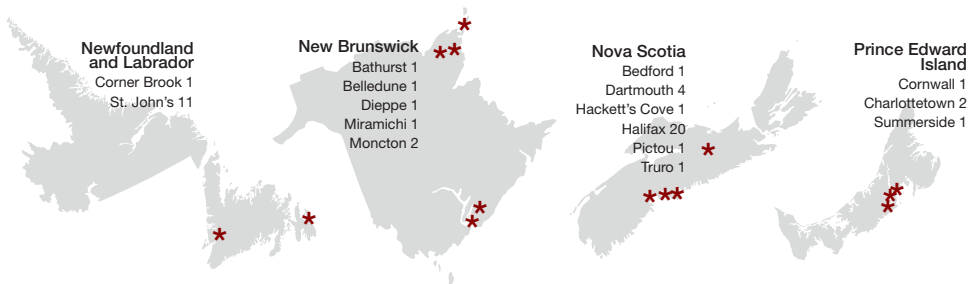 Newfoundland
and Labrador
Corner Brook 1
St. John’s 11
New Brunswick
Bathurst 1
Belledune 1
Dieppe 1
Miramichi 1
Moncton 2
Nova Scotia
Bedford 1
Dartmouth 4
Hackett’s Cove 1
Halifax 20
Pictou 1
Truro 1
Prince Edward
Island
Cornwall 1
Charlottetown 2
Summerside 1